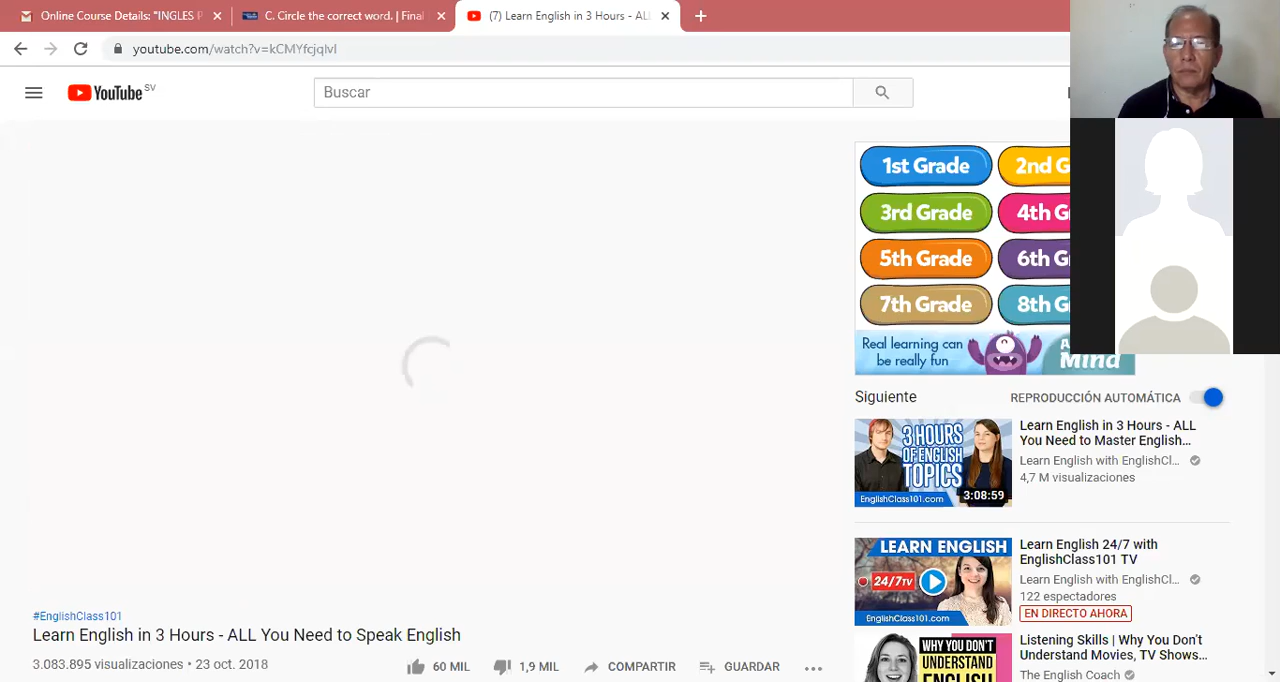 Online Course Details: "INGLES P
C. Circle the correct word. | Final
(7) Learn English in 3 Hours - AL
youtube.com/watch?v=kCMYfcjqlvI
YouTube SV
Buscar
1st Grade
2nd G
3rd Grade
4th G
5th Grade
6th G
7th Grade
8th G
Real learning can
be really fun
A
Mind
Siguiente
REPRODUCCIÓN AUTOMÁTICA
3 HOURS
OF ENGLISH
TOPICS
EnglishClass101.com
3:08:59
Learn English in 3 Hours - ALL
You Need to Master English...
Learn English with EnglishCl...
4,7 M visualizaciones
LEARN ENGLISH
24/7 TV
EnglishClass101.com
Learn English 24/7 with
EnglishClass101 TV
Learn English with EnglishCl...
122 espectadores
EN DIRECTO AHORA
WHY YOU DON'T
UNDERSTAND
ENGLISH
Listening Skills | Why You Don't
Understand Movies, TV Shows...
The English Coach
#EnglishClass101
Learn English in 3 Hours - ALL You Need to Speak English
3.083.895 visualizaciones • 23 oct. 2018
60 MIL
1,9 MIL
COMPARTIR
GUARDAR